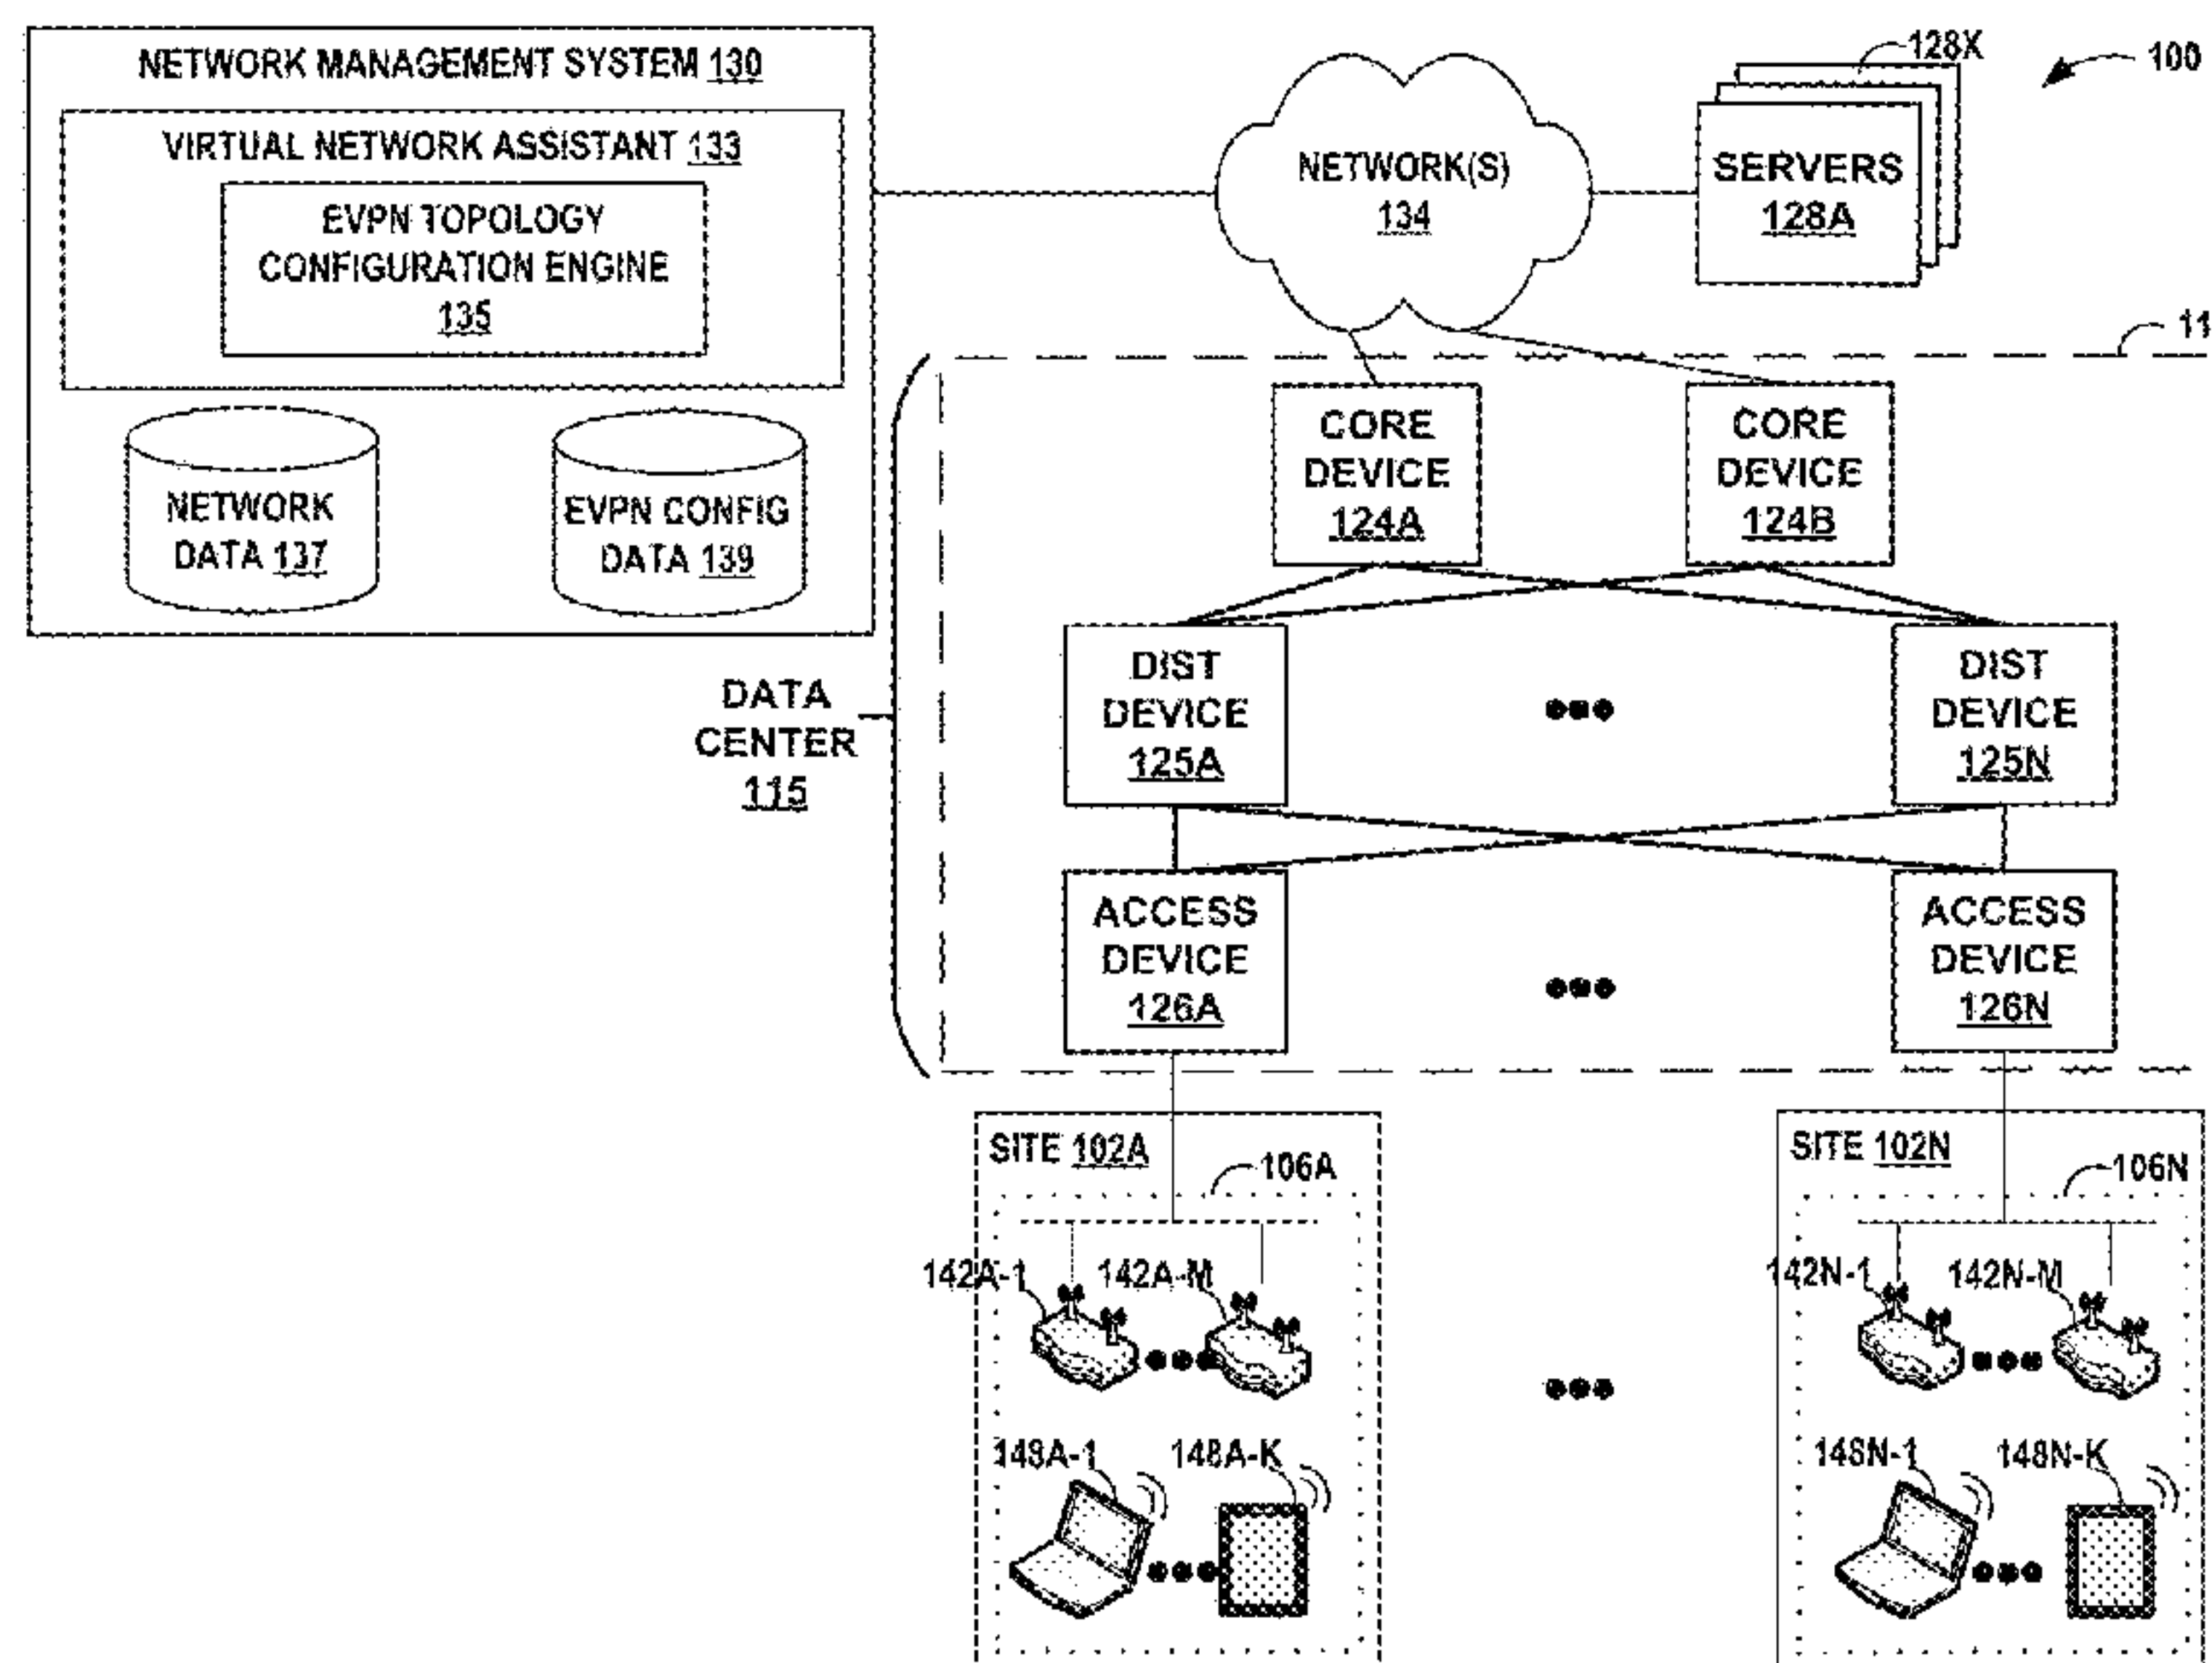 NETWORK MANAGEMENT SYSTEM 130
VIRTUAL NETWORK ASSISTANT 133
EVPN TOPOLOGY
CONFIGURATION ENGINE
135
NETWORK
DATA 137
EVPN CONFIG
DATA 139
NETWORK(S)
134
128X
SERVERS
128A
100
11
DATA
CENTER
115
CORE
DEVICE
124A
CORE
DEVICE
124B
DIST
DEVICE
125A
DIST
DEVICE
125N
ACCESS
DEVICE
126A
ACCESS
DEVICE
126N
SITE 102A
106A
142A-1
142A-M
148A-1
148A-K
SITE 102N
106N
142N-1
142N-M
148N-1
148N-K